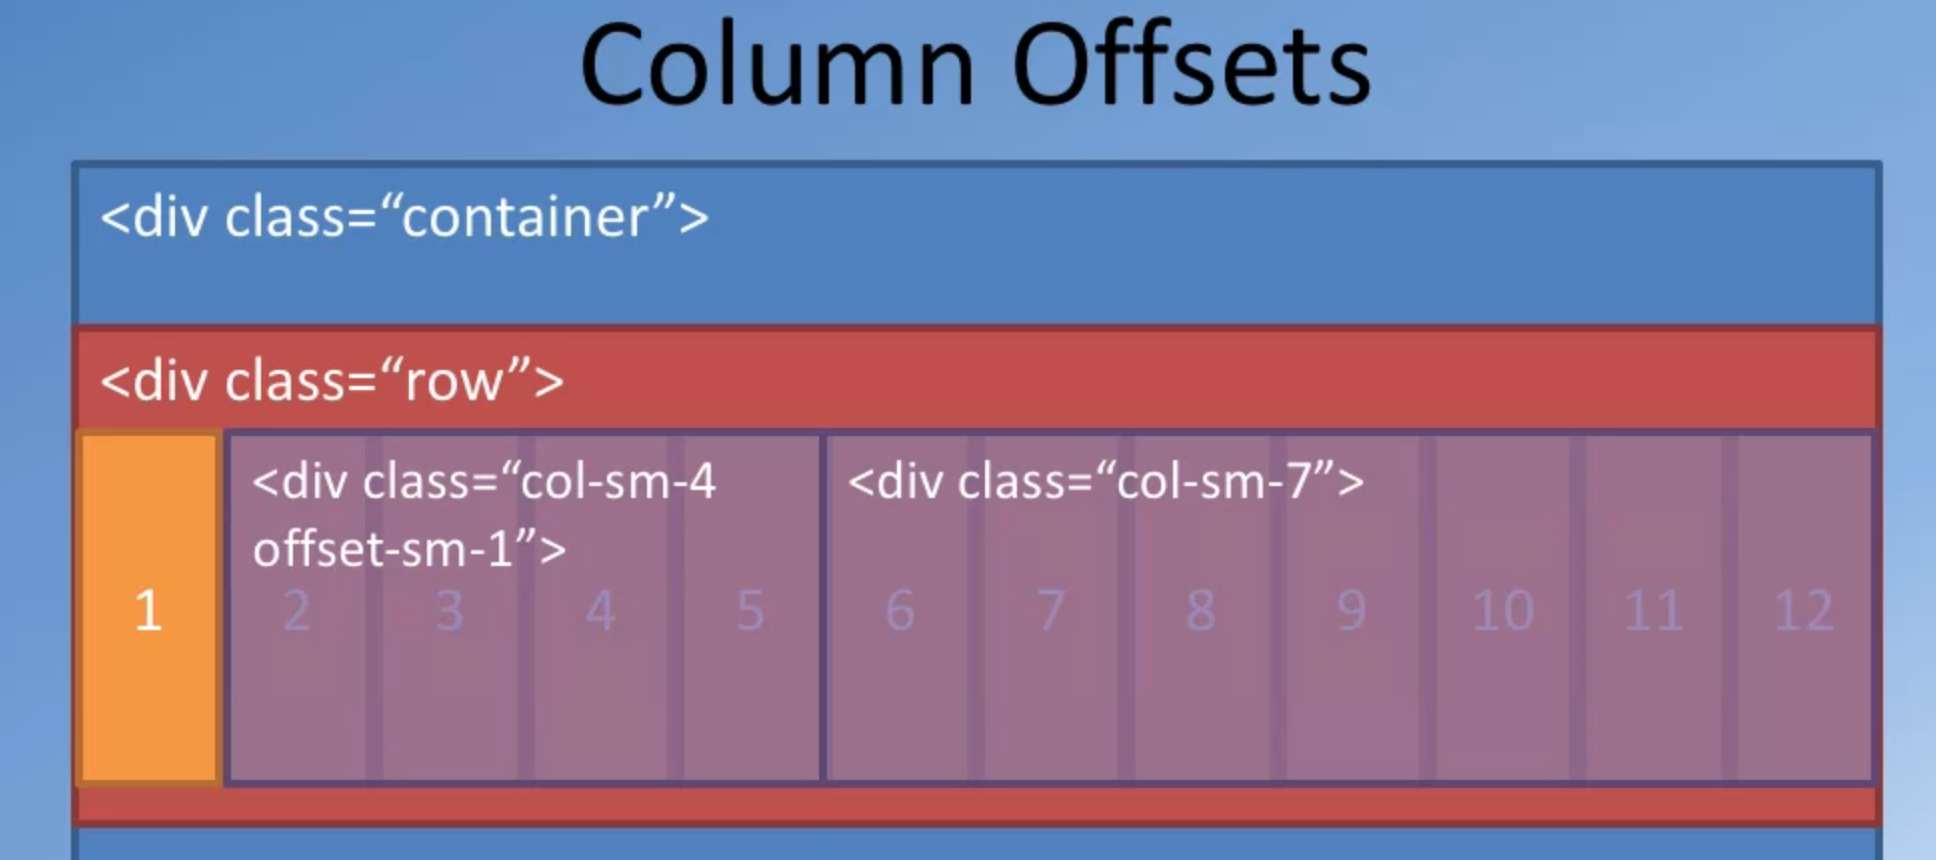 Column Offsets
<div class=“container”>
<div class=“row”>
<div class=“col-sm-4
offset-sm-1”>
<div class=“col-sm-7”>
1 2 3 4 5 6 7 8 9 10 11 12